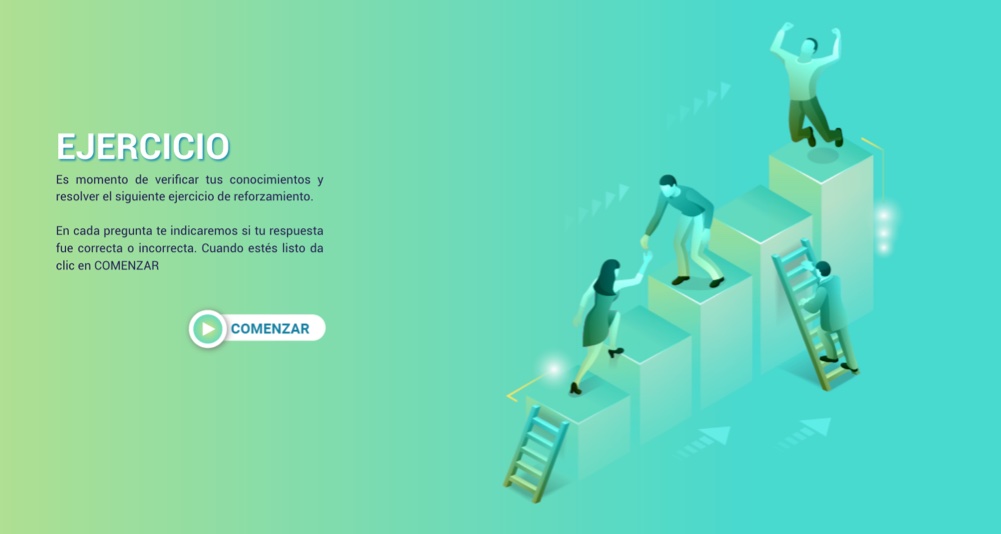 EJERCICIO
Es momento de verificar tus conocimientos y
resolver el siguiente ejercicio de reforzamiento.
En cada pregunta te indicaremos si tu respuesta
fue correcta o incorrecta. Cuando estés listo da
clic en COMENZAR
COMENZAR